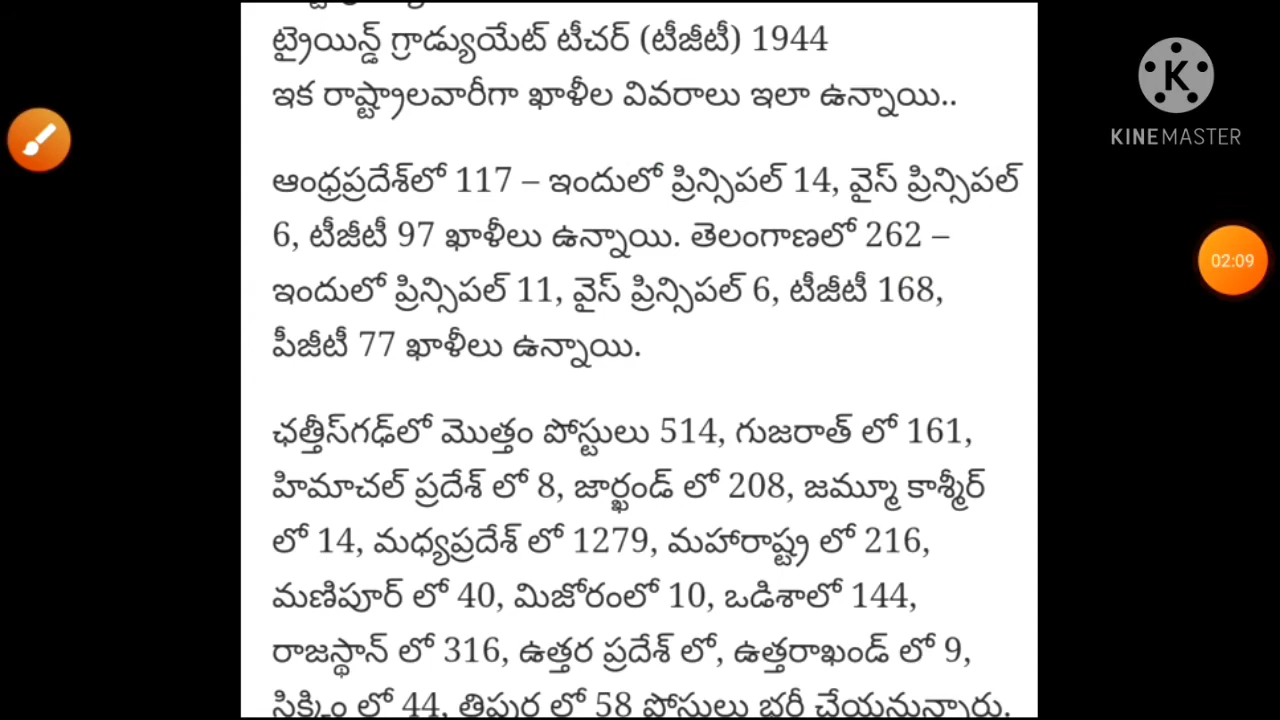 ట్రైయిన్డ్ గ్రాడ్యుయేట్ టీచర్ (టీజీటీ) 1944
ఇక రాష్ట్రాలవారీగా ఖాళీల వివరాలు ఇలా ఉన్నాయి..
ఆంధ్రప్రదేశ్‌లో 117 – ఇందులో ప్రిన్సిపల్ 14, వైస్ ప్రిన్సిపల్
6, టీజీటీ 97 ఖాళీలు ఉన్నాయి. తెలంగాణలో 262 –
ఇందులో ప్రిన్సిపల్ 11, వైస్ ప్రిన్సిపల్ 6, టీజీటీ 168,
పీజీటీ 77 ఖాళీలు ఉన్నాయి.
ఛత్తీస్‌గఢ్‌లో మొత్తం పోస్టులు 514, గుజరాత్ లో 161,
హిమాచల్ ప్రదేశ్ లో 8, జార్ఖండ్ లో 208, జమ్మూ కాశ్మీర్
లో 14, మధ్యప్రదేశ్ లో 1279, మహారాష్ట్ర లో 216,
మణిపూర్ లో 40, మిజోరంలో 10, ఒడిశాలో 144,
రాజస్థాన్ లో 316, ఉత్తర ప్రదేశ్ లో, ఉత్తరాఖండ్ లో 9,
సిక్కిం లో 44, త్రిపుర లో 58 పోస్టులు భర్తీ చేయనున్నారు.
KINEMASTER
02:09